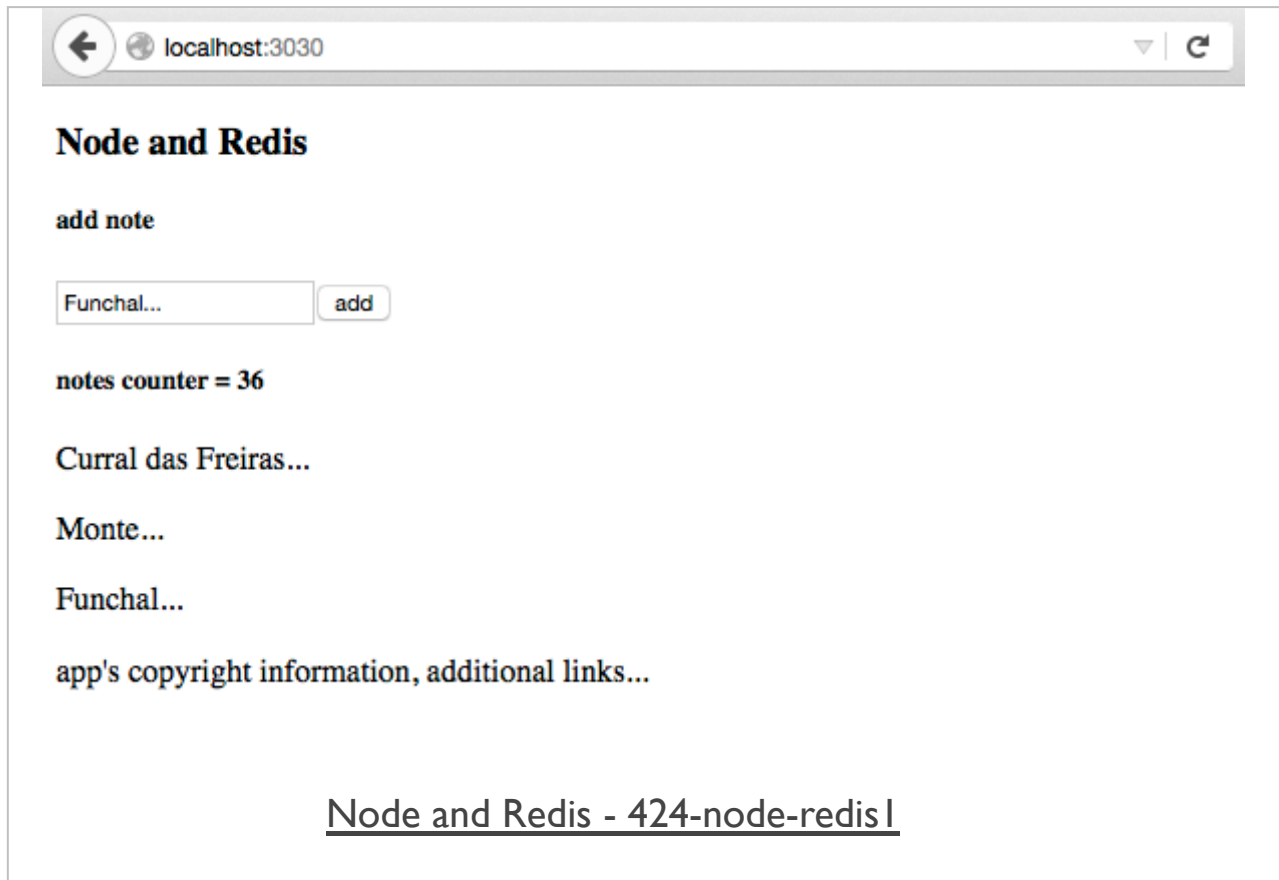 localhost:3030
Node and Redis
add note
Funchal... add
notes counter = 36
Curral das Freiras...
Monte...
Funchal...
app's copyright information, additional links...
Node and Redis - 424-node-redis1